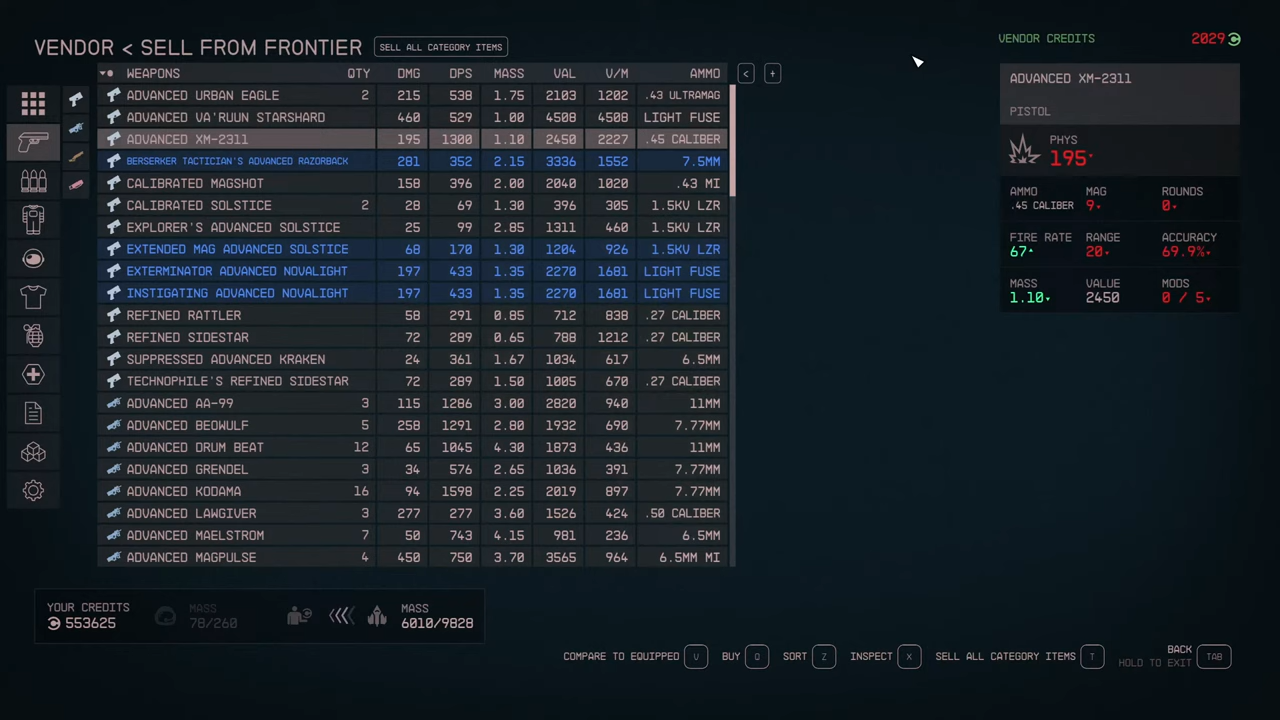 VENDOR < SELL FROM FRONTIER SELL ALL CATEGORY ITEMS
VENDOR CREDITS 2029
WEAPONS QTY DMG DPS MASS VAL V/M AMMO < +
ADVANCED URBAN EAGLE 2 215 538 1.75 2103 1202 .43 ULTRAMAG
ADVANCED VA'RUUN STARSHARD 460 529 1.00 4508 4508 LIGHT FUSE
ADVANCED XM-2311 195 1300 1.10 2450 2227 .45 CALIBER
BERSERKER TACTICIAN'S ADVANCED RAZORBACK 281 352 2.15 3336 1552 7.5MM
CALIBRATED MAGSHOT 158 396 2.00 2040 1020 .43 MI
CALIBRATED SOLSTICE 2 28 69 1.30 396 305 1.5KV LZR
EXPLORER'S ADVANCED SOLSTICE 25 99 2.85 1311 460 1.5KV LZR
EXTENDED MAG ADVANCED SOLSTICE 68 170 1.30 1204 926 1.5KV LZR
EXTERMINATOR ADVANCED NOVALIGHT 197 433 1.35 2270 1681 LIGHT FUSE
INSTIGATING ADVANCED NOVALIGHT 197 433 1.35 2270 1681 LIGHT FUSE
REFINED RATTLER 58 291 0.85 712 838 .27 CALIBER
REFINED SIDESTAR 72 289 0.65 788 1212 .27 CALIBER
SUPPRESSED ADVANCED KRAKEN 24 361 1.67 1034 617 6.5MM
TECHNOPHILE'S REFINED SIDESTAR 72 289 1.50 1005 670 .27 CALIBER
ADVANCED AA-99 3 115 1286 3.00 2820 940 11MM
ADVANCED BEOWULF 5 258 1291 2.80 1932 690 7.77MM
ADVANCED DRUM BEAT 12 65 1045 4.30 1873 436 11MM
ADVANCED GRENDEL 3 34 576 2.65 1036 391 7.77MM
ADVANCED KODAMA 16 94 1598 2.25 2019 897 7.77MM
ADVANCED LAWGIVER 3 277 277 3.60 1526 424 .50 CALIBER
ADVANCED MAELSTROM 7 50 743 4.15 981 236 6.5MM
ADVANCED MAGPULSE 4 450 750 3.70 3565 964 6.5MM MI
ADVANCED XM-2311
PISTOL
PHYS
195
AMMO MAG ROUNDS
.45 CALIBER 9 0
FIRE RATE RANGE ACCURACY
67 20 69.9%
MASS VALUE MODS
1.10 2450 0 / 5
YOUR CREDITS MASS MASS
553625 78/260 6010/9828
COMPARE TO EQUIPPED V BUY Q SORT Z INSPECT X SELL ALL CATEGORY ITEMS T BACK TAB
HOLD TO EXIT